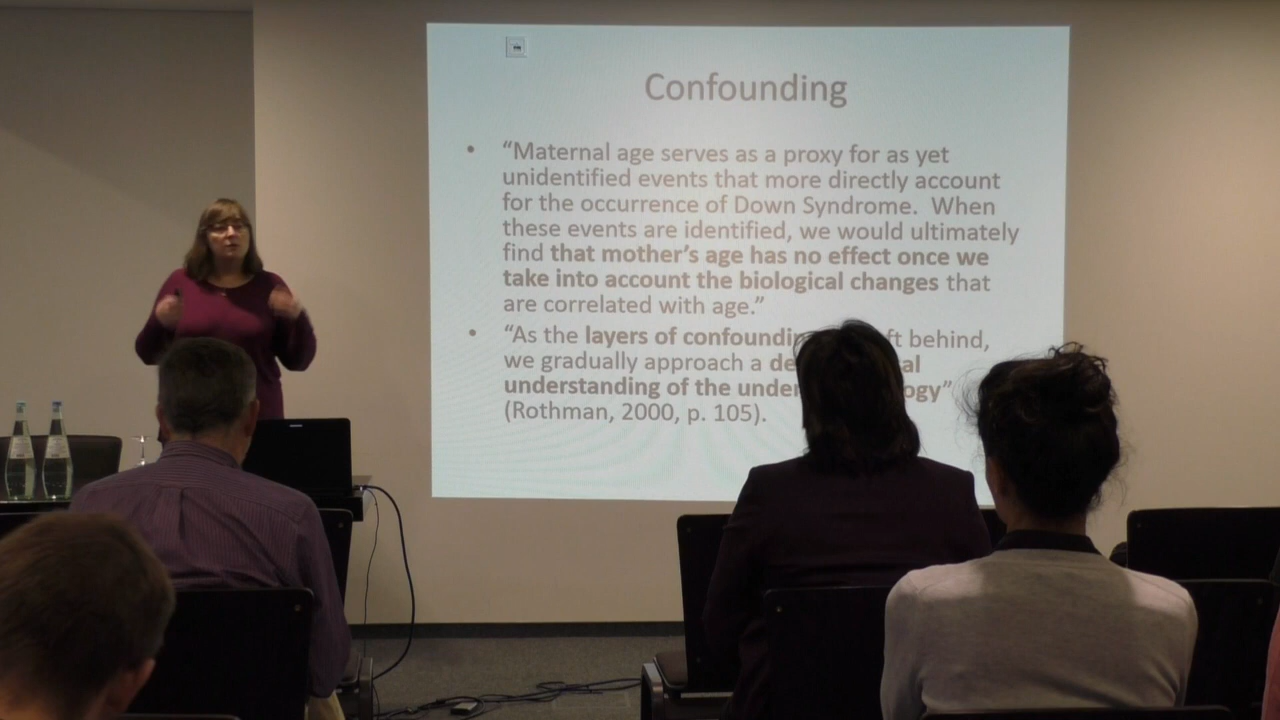 Confounding
• “Maternal age serves as a proxy for as yet
unidentified events that more directly account
for the occurrence of Down Syndrome.  When
these events are identified, we would ultimately
find that mother’s age has no effect once we
take into account the biological changes that
are correlated with age.”
• “As the layers of behind,
we gradually approach a
understanding of the
(Rothman, 2000, p. 105).